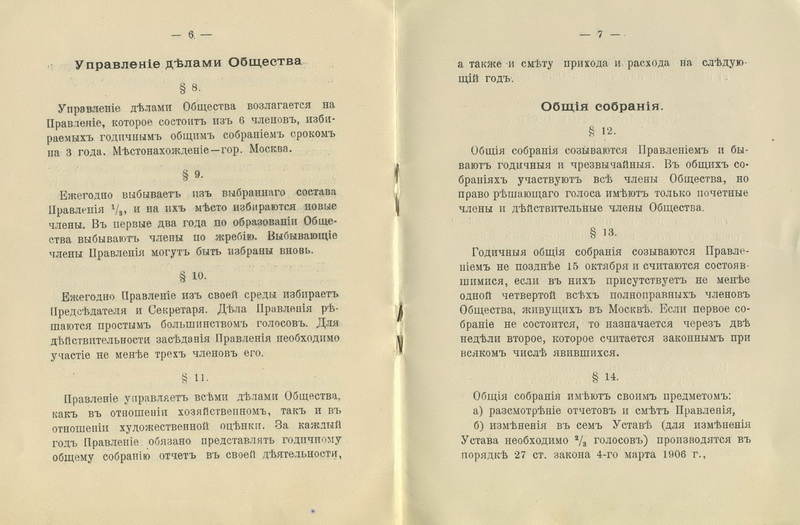 — 6. —
Управленіе дѣлами Общества
§ 8.
Управленіе дѣлами Общества возлагается на
Правленіе, которое состоитъ изъ 6 членовъ, изби-
раемыхъ годичнымъ общимъ собраніемъ срокомъ
на 3 года. Мѣстонахожденіе—гор. Москва.
§ 9.
Ежегодно выбываетъ изъ выбраннаго состава
Правленія ⅓, и на ихъ мѣсто избираются новые
члены. Въ первые два года по образованіи Обще-
ства выбываютъ члены по жребію. Выбывающіе
члены Правленія могутъ быть избраны вновь.
§ 10.
Ежегодно Правленіе изъ своей среды избираетъ
Предсѣдателя и Секретаря. Дѣла Правленія рѣ-
шаются простымъ большинствомъ голосовъ. Для
дѣйствительности засѣданія Правленія необходимо
участіе не менѣе трехъ членовъ его.
§ 11.
Правленіе управляетъ всѣми дѣлами Общества,
какъ въ отношеніи хозяйственномъ, такъ и въ
отношеніи художественной оцѣнки. За каждый
годъ Правленіе обязано представлять годичному
общему собранію отчетъ въ своей дѣятельности,
— 7 —
а также и смѣту прихода и расхода на слѣдую-
щій годъ.
Общія собранія.
§ 12.
Общія собранія созываются Правленіемъ и бы-
ваютъ годичныя и чрезвычайныя. Въ общихъ со-
браніяхъ участвуютъ всѣ члены Общества, но
право рѣшающаго голоса имѣютъ только почетные
члены и дѣйствительные члены Общества.
§ 13.
Годичныя общія собранія созываются Правле-
ніемъ не позднѣе 15 октября и считаются состояв-
шимися, если въ нихъ присутствуетъ не менѣе
одной четвертой всѣхъ полноправныхъ членовъ
Общества, живущихъ въ Москвѣ. Если первое со-
браніе не состоится, то назначается черезъ двѣ
недѣли второе, которое считается законнымъ при
всякомъ числѣ явившихся.
§ 14.
Общія собранія имѣютъ своимъ предметомъ:
а) разсмотрѣніе отчетовъ и смѣтъ Правленія,
б) измѣненія въ семъ Уставѣ (для измѣненія
Устава необходимо ⅔ голосовъ) производятся въ
порядкѣ 27 ст. закона 4-го марта 1906 г.,